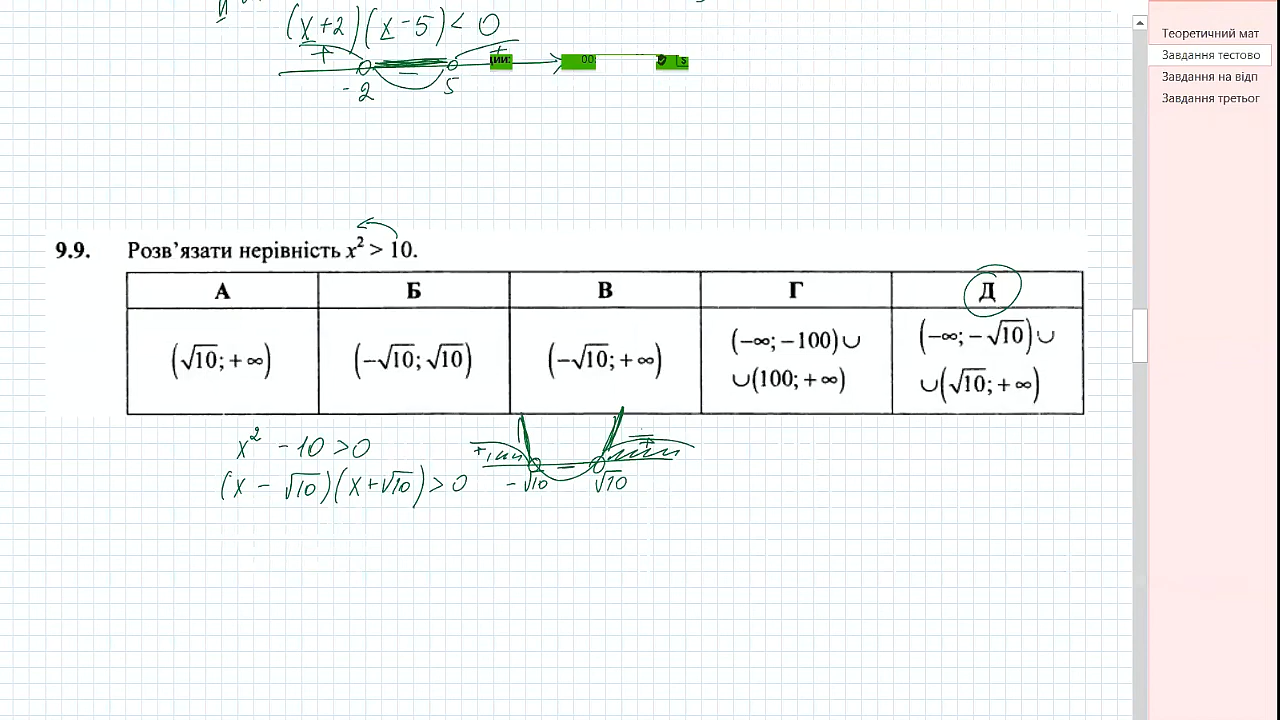 (x+2)(x-5)<0
+ − +
-2 5
9.9. Розв’язати нерівність x² > 10.
А Б В Г Д
(√10; +∞) (−√10; √10) (−√10; +∞) (−∞; −100)∪ (−∞; −√10)∪
∪(100; +∞) ∪(√10; +∞)
x² - 10 > 0
(x - √10)(x+√10) > 0
+ − +
-√10 √10
Теоретичний мат
Завдання тестово
Завдання на відп
Завдання третьог